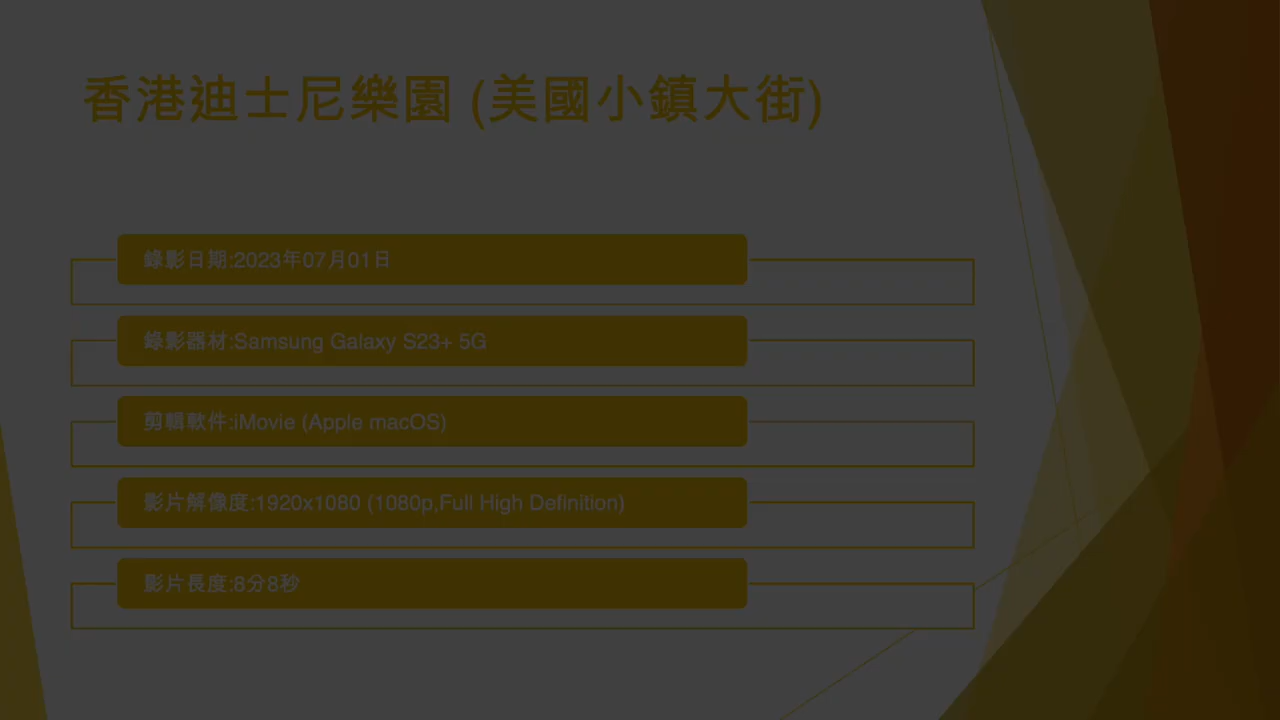 香港迪士尼樂園 (美國小鎮大街)
錄影日期:2023年07月01日
錄影器材:Samsung Galaxy S23+ 5G
剪輯軟件:iMovie (Apple macOS)
影片解像度:1920x1080 (1080p,Full High Definition)
影片長度:8分8秒